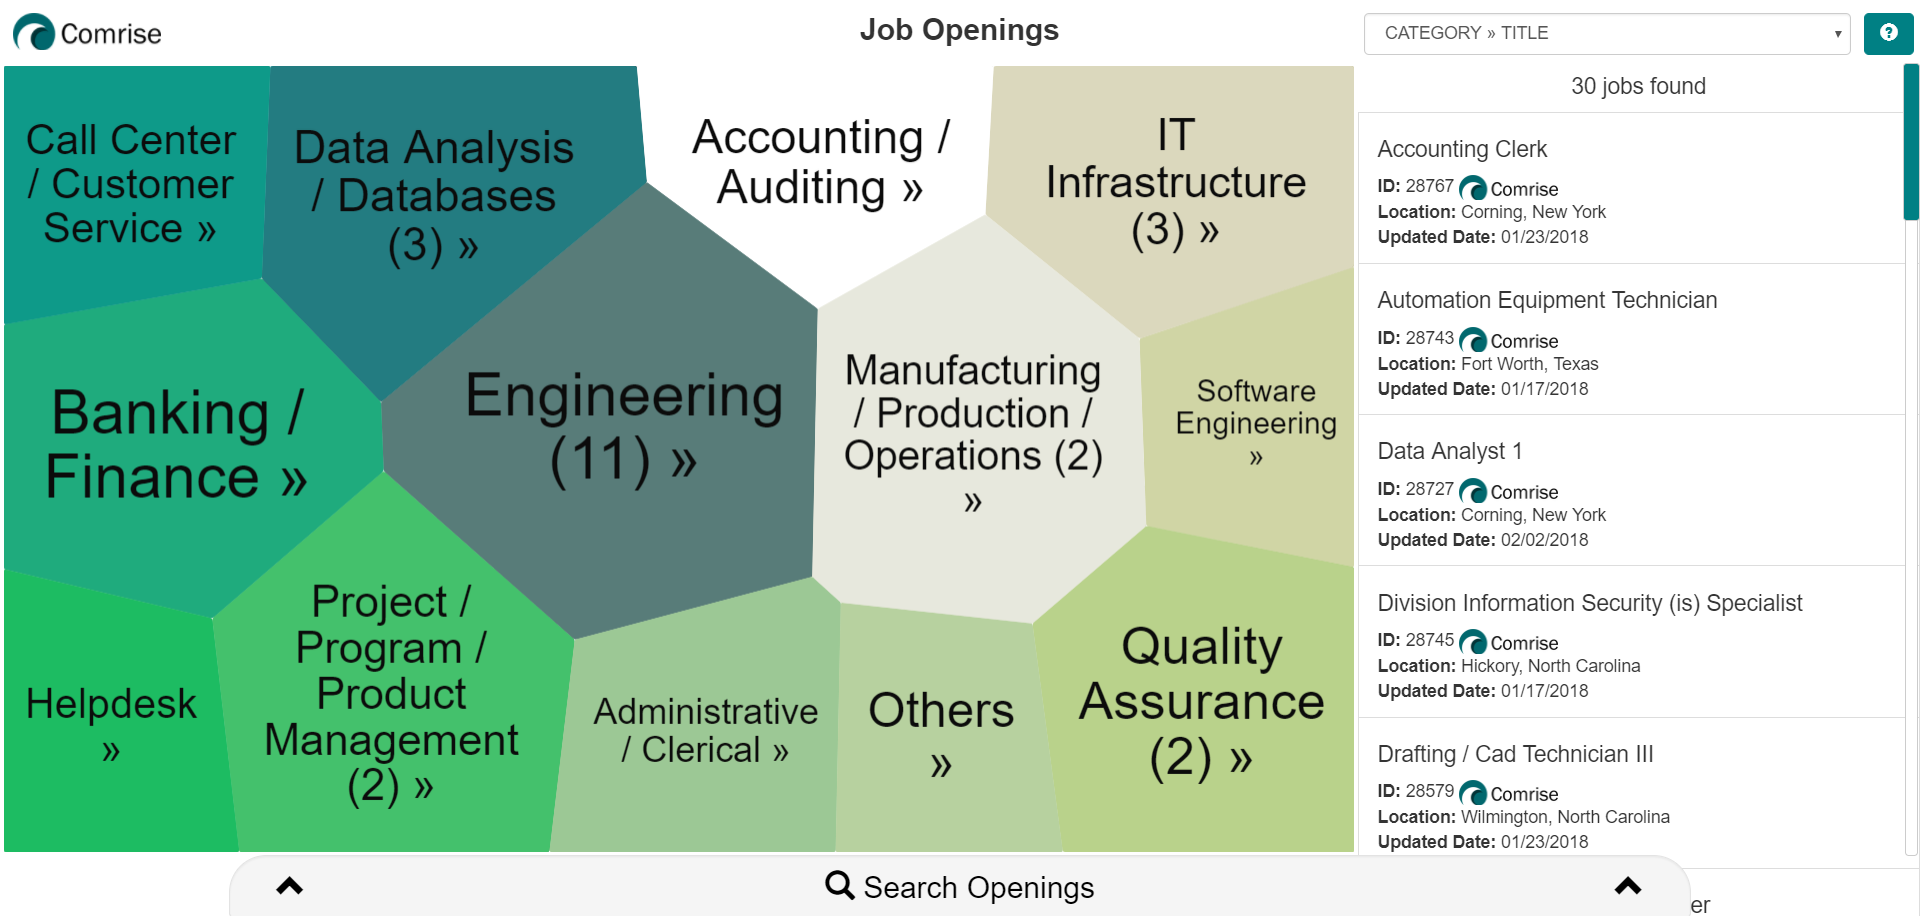 Comrise
Job Openings
CATEGORY » TITLE
Call Center
/ Customer
Service »
Data Analysis
/ Databases
(3) »
Accounting /
Auditing »
IT
Infrastructure
(3) »
Banking /
Finance »
Engineering
(11) »
Manufacturing
/ Production /
Operations (2)
»
Software
Engineering
»
Helpdesk
»
Project /
Program /
Product
Management
(2) »
Administrative
/ Clerical »
Others
»
Quality
Assurance
(2) »
30 jobs found
Accounting Clerk
ID: 28767 Comrise
Location: Corning, New York
Updated Date: 01/23/2018
Automation Equipment Technician
ID: 28743 Comrise
Location: Fort Worth, Texas
Updated Date: 01/17/2018
Data Analyst 1
ID: 28727 Comrise
Location: Corning, New York
Updated Date: 02/02/2018
Division Information Security (is) Specialist
ID: 28745 Comrise
Location: Hickory, North Carolina
Updated Date: 01/17/2018
Drafting / Cad Technician III
ID: 28579 Comrise
Location: Wilmington, North Carolina
Updated Date: 01/23/2018
Search Openings